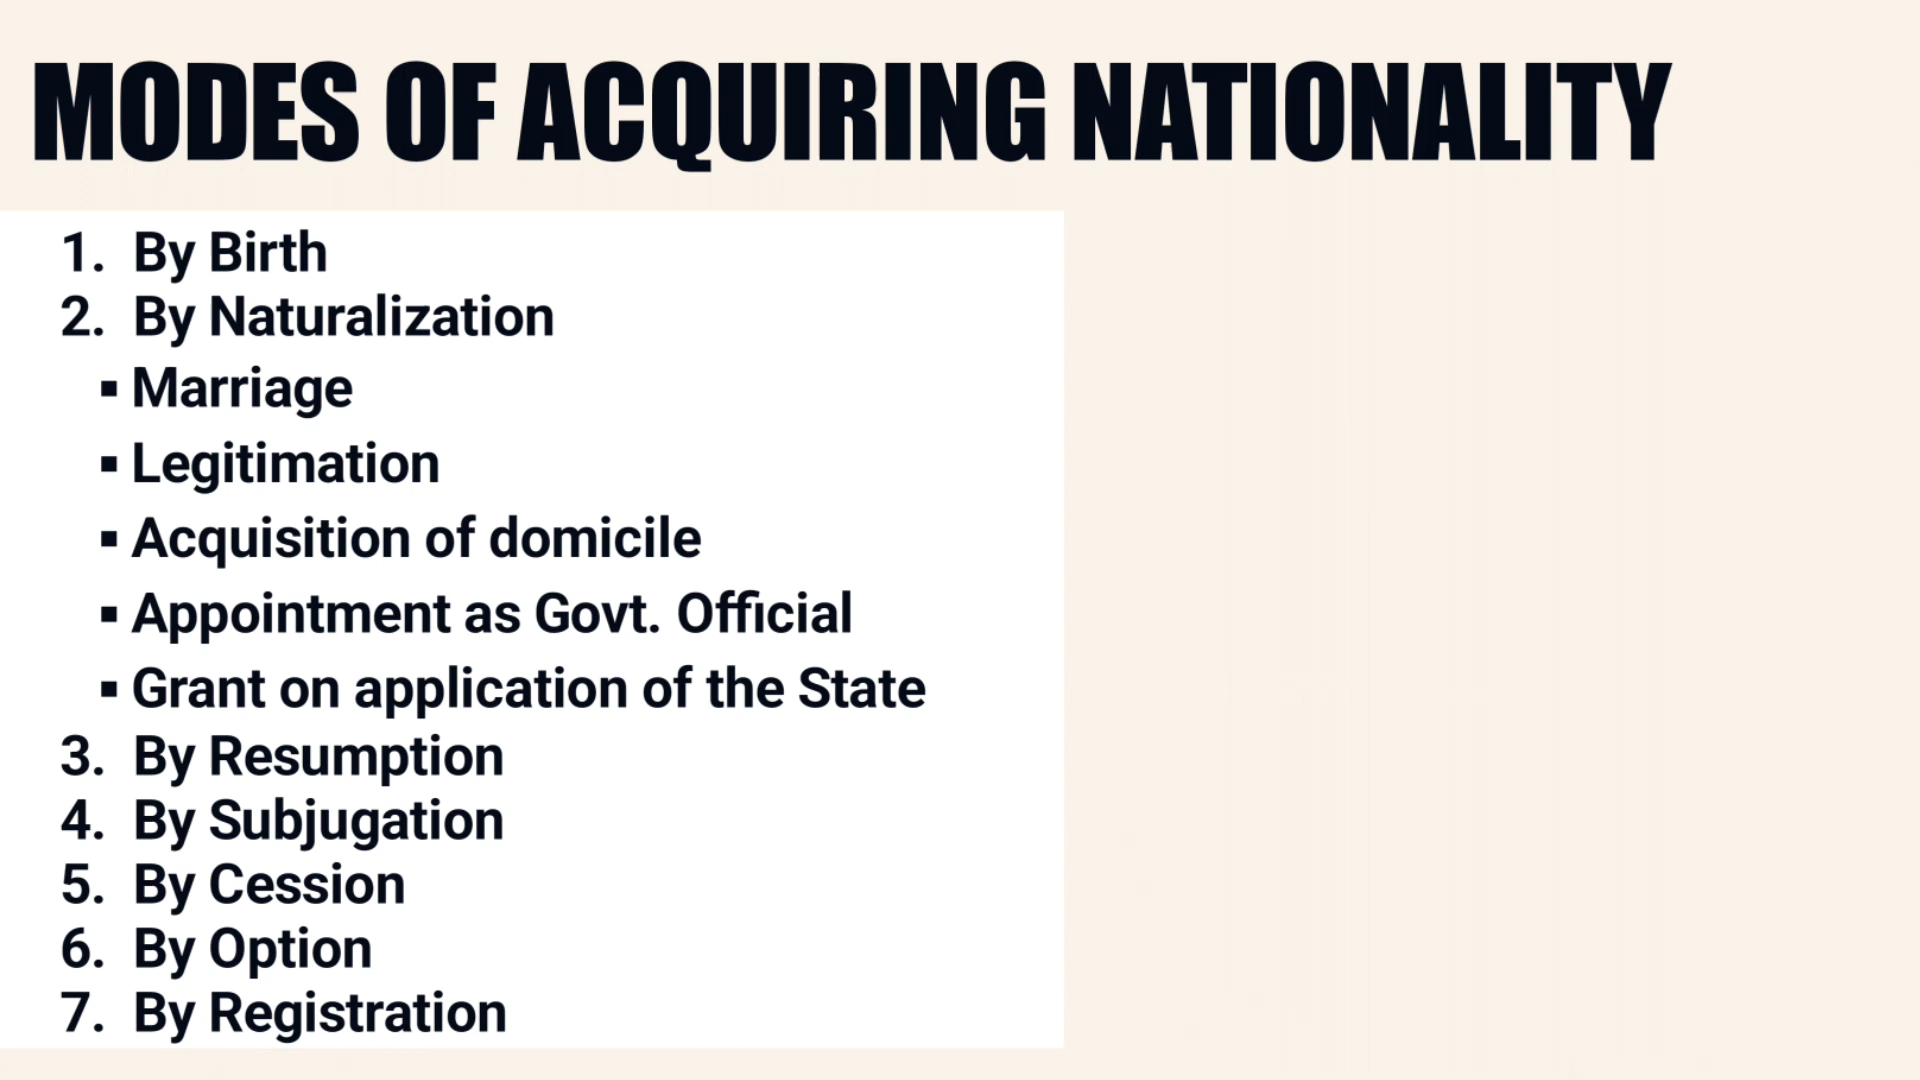 MODES OF ACQUIRING NATIONALITY
1. By Birth
2. By Naturalization
▪ Marriage
▪ Legitimation
▪ Acquisition of domicile
▪ Appointment as Govt. Official
▪ Grant on application of the State
3. By Resumption
4. By Subjugation
5. By Cession
6. By Option
7. By Registration